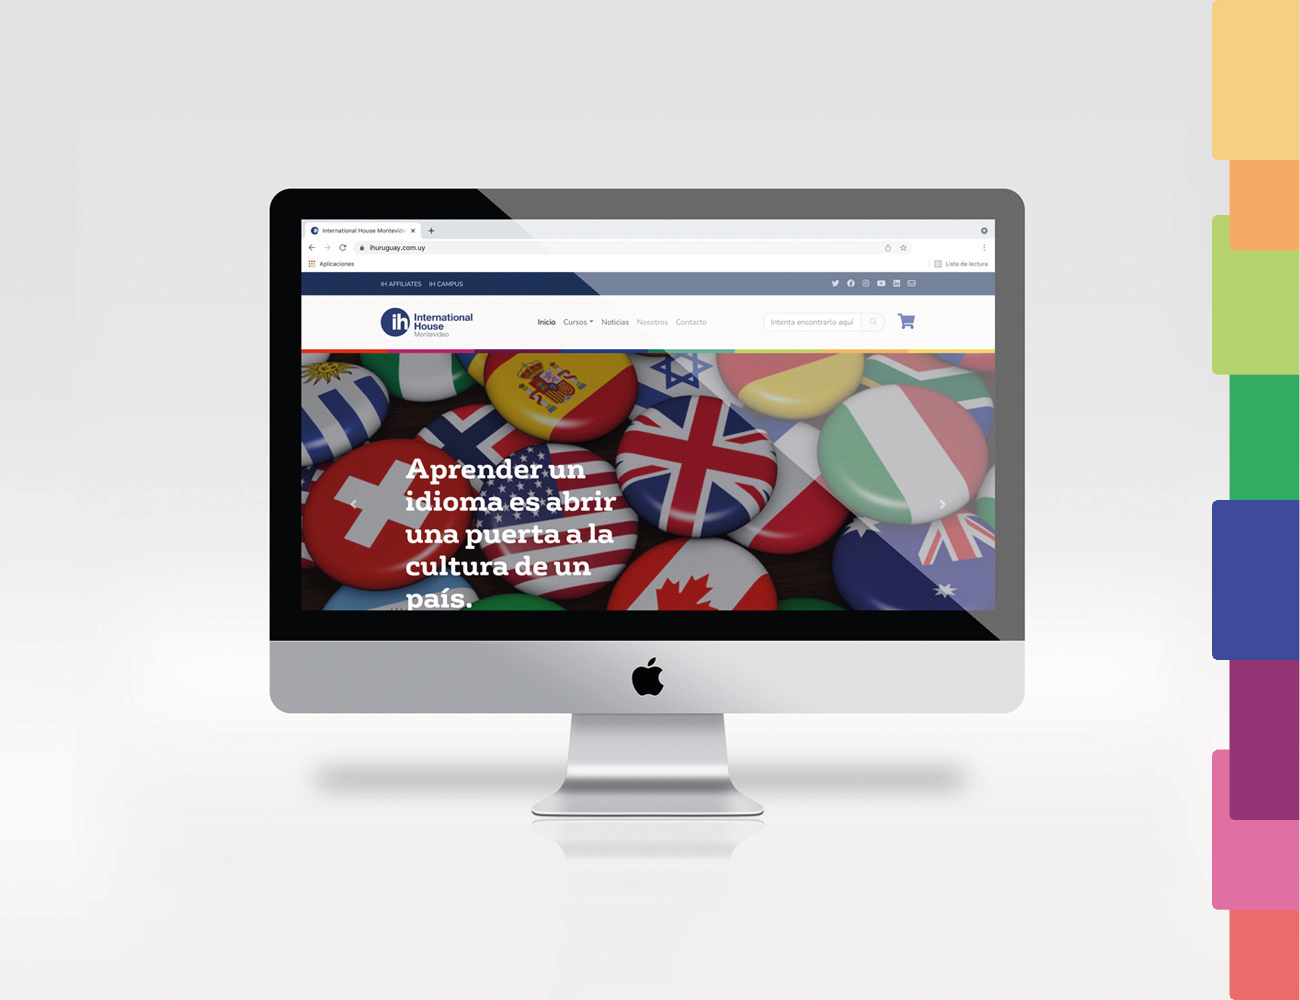 International House Montevide
ihuruguay.com.uy
Aplicaciones
Lista de lectura
IH AFFILIATES IH CAMPUS
ih International
House
Montevideo
Inicio Cursos Noticias Nosotros Contacto
Intenta encontrarlo aquí
Aprender un
idioma es abrir
una puerta a la
cultura de un
país.